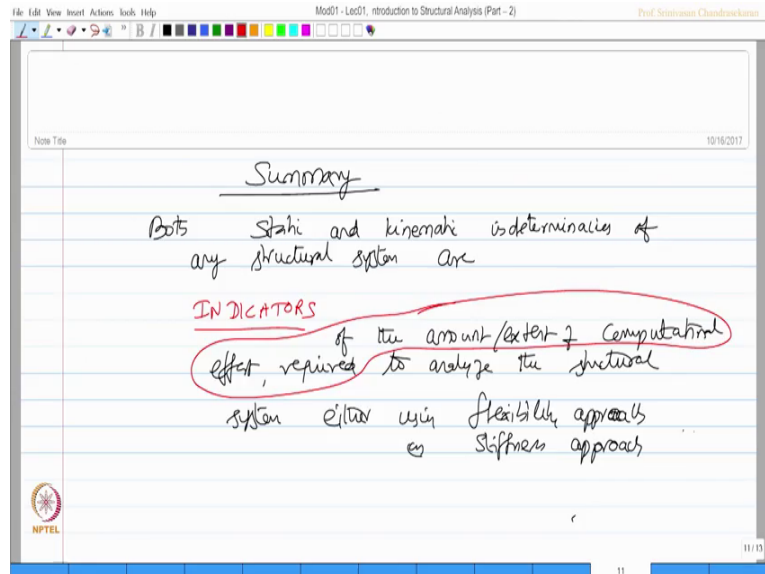 File Edit View Insert Actions Tools Help
Mod01 - Lec01, ntroduction to Structural Analysis (Part – 2)
Prof. Srinivasan Chandrasekaran
B I
Note Title
10/16/2017
Summary
Both Static and kinematic indeterminacies of
any structural system are
INDICATORS
of the amount/extent of computational
effort, required to analyze the structural
system either using flexibility approach
or stiffness approach
NPTEL
11 / 13
11